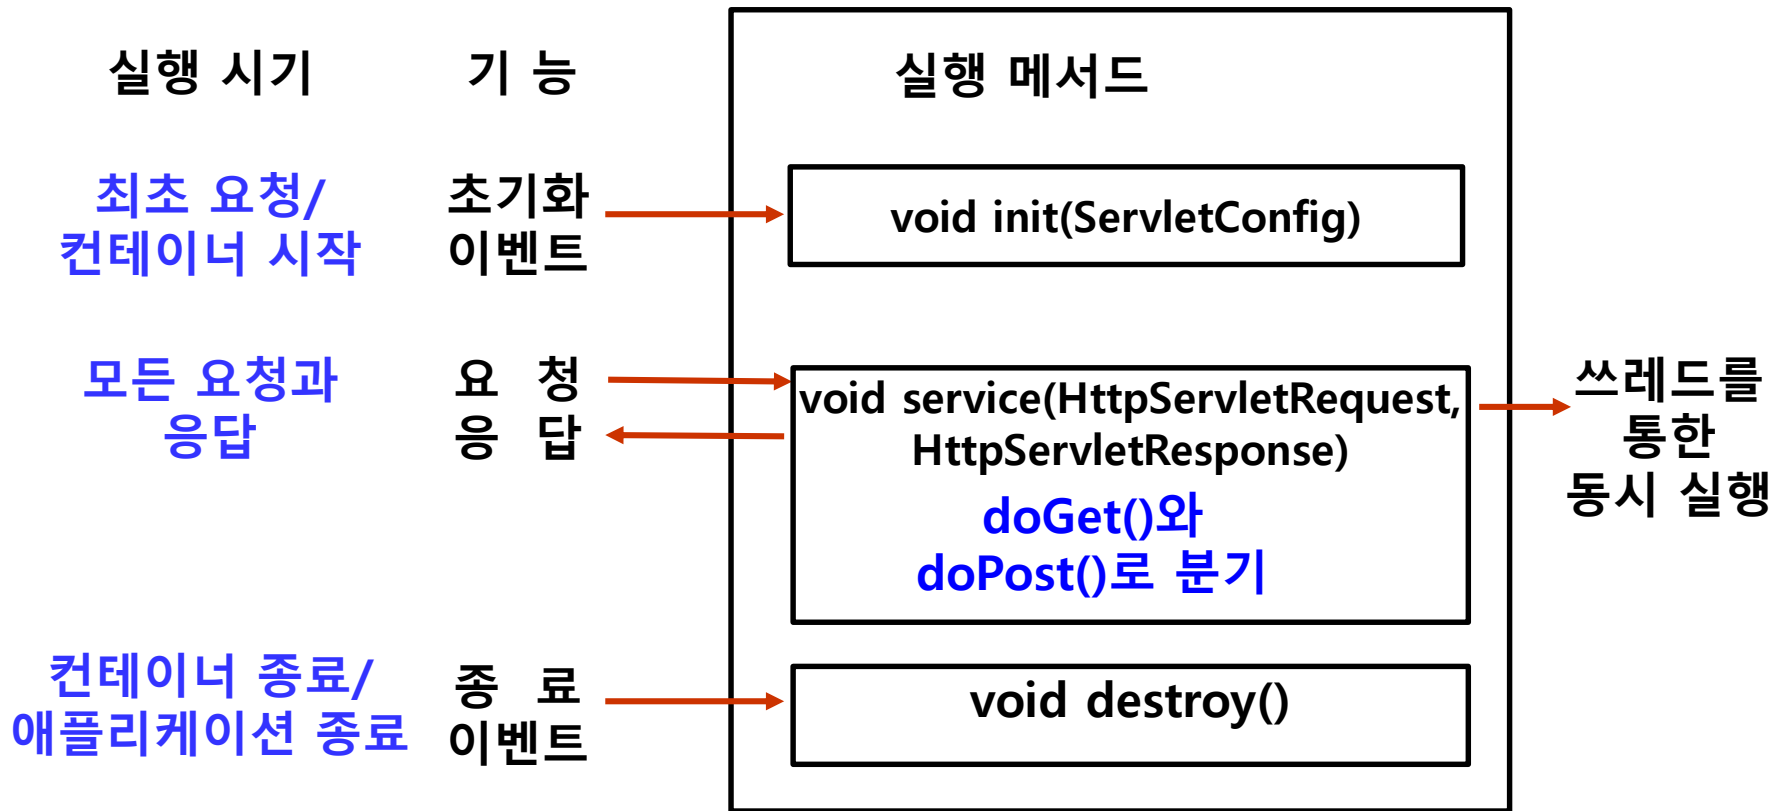 실행 시기 기 능 실행 메서드
최초 요청/
컨테이너 시작
초기화
이벤트
void init(ServletConfig)
모든 요청과
응답
요 청
응 답
void service(HttpServletRequest,
HttpServletResponse)
doGet()와
doPost()로 분기
쓰레드를
통한
동시 실행
컨테이너 종료/
애플리케이션 종료
종 료
이벤트
void destroy()